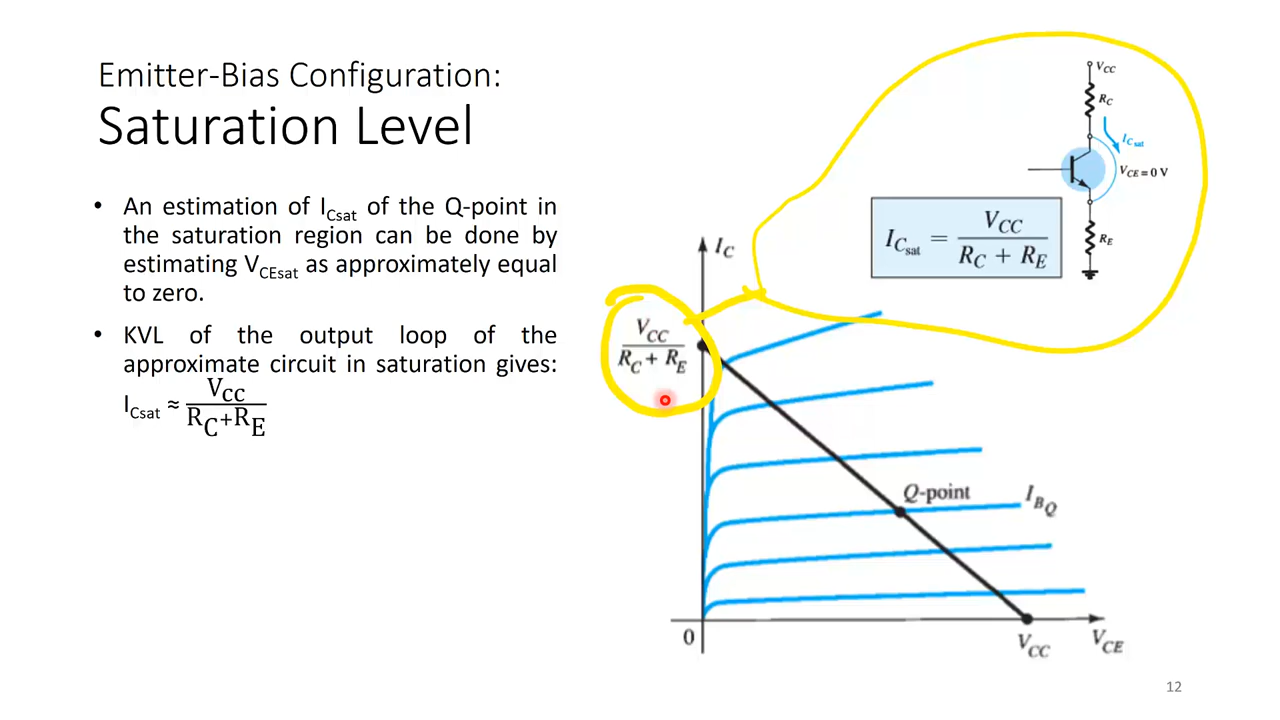 Emitter-Bias Configuration:
Saturation Level
• An estimation of I_Csat of the Q-point in
the saturation region can be done by
estimating V_CEsat as approximately equal
to zero.
• KVL of the output loop of the
approximate circuit in saturation gives:
I_Csat ≈ V_CC / (R_C+R_E)
V_CC
R_C
I_Csat
V_CE = 0 V
R_E
I_Csat = V_CC / (R_C + R_E)
I_C
V_CC / (R_C + R_E)
Q-point
I_BQ
0
V_CC
V_CE
12